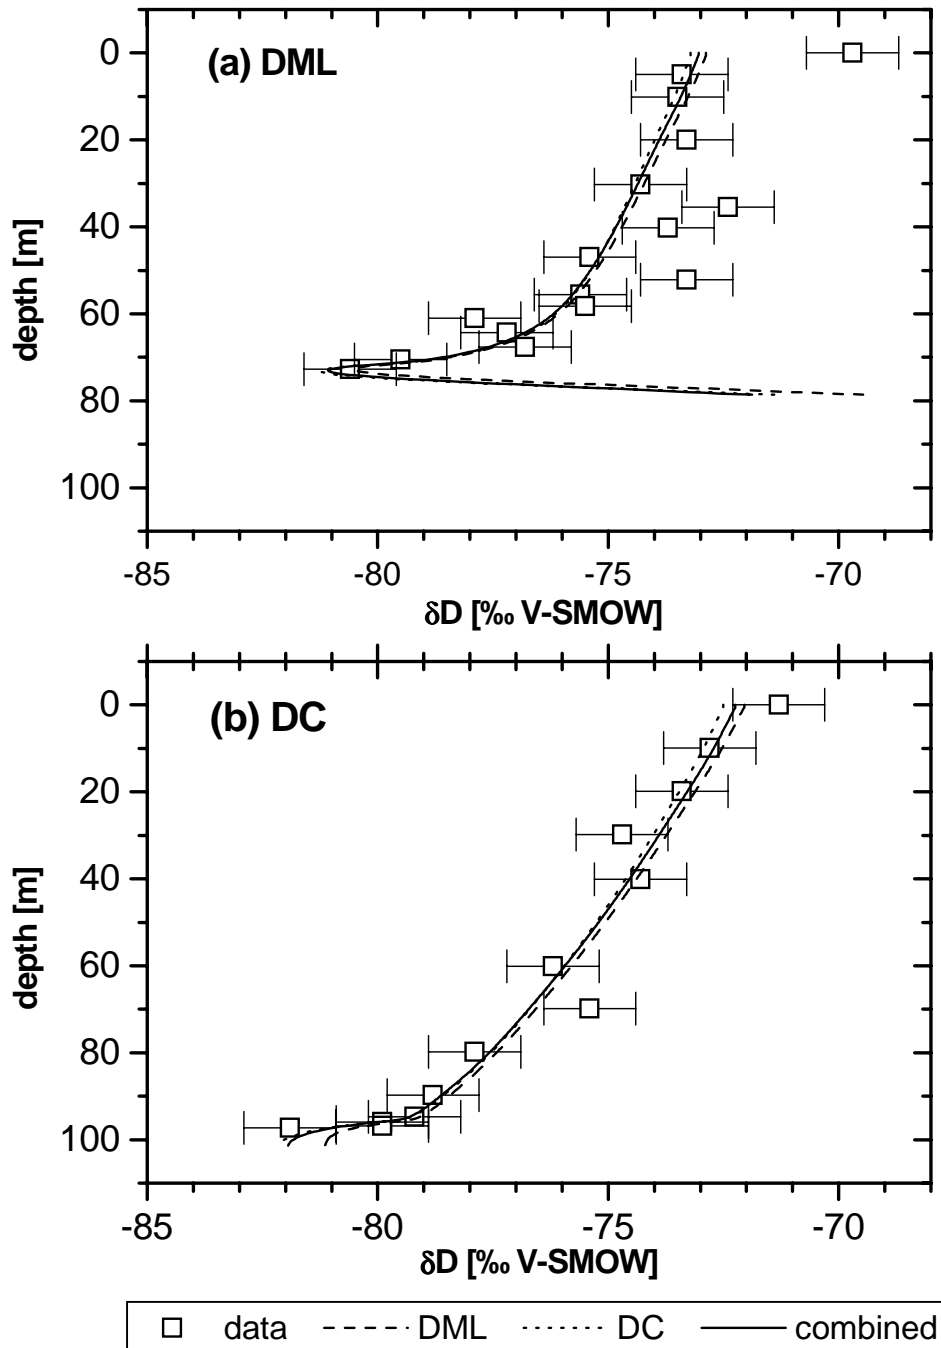 (a) DML
0
20
40
60
80
100
depth [m]
-85
-80
-75
-70
δD [‰ V-SMOW]
(b) DC
0
20
40
60
80
100
depth [m]
-85
-80
-75
-70
δD [‰ V-SMOW]
data DML DC combined